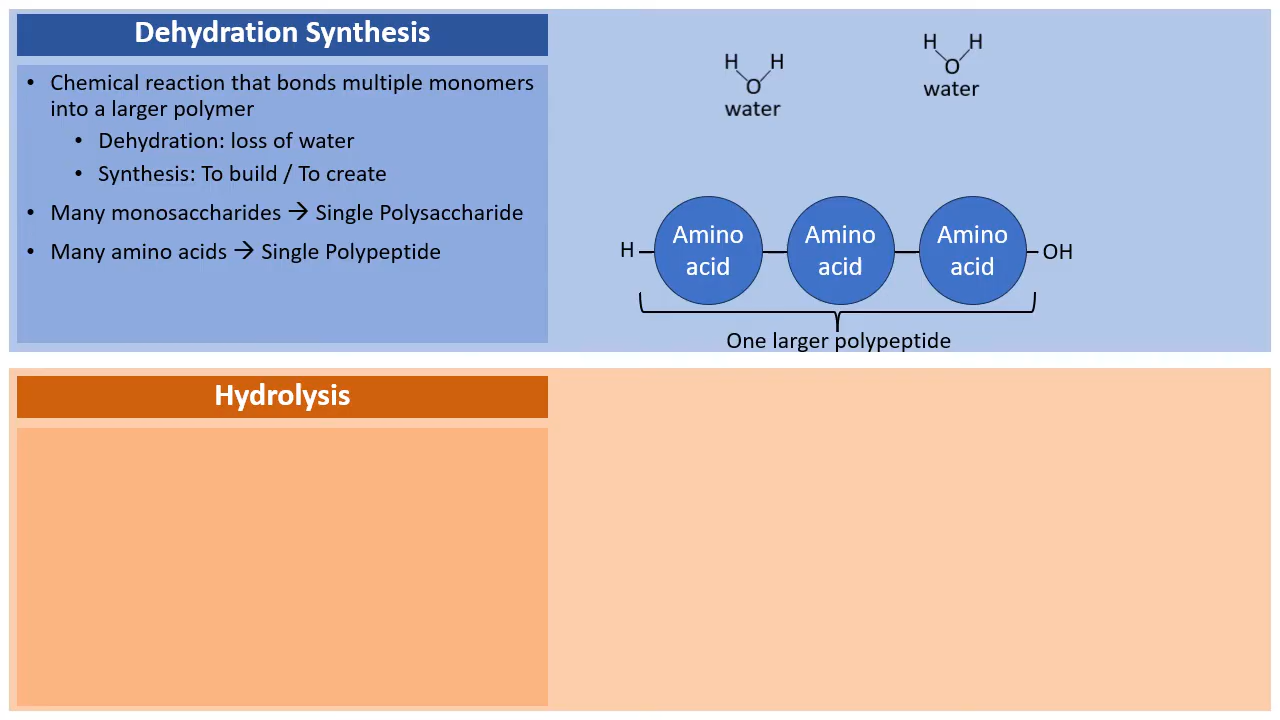 Dehydration Synthesis
• Chemical reaction that bonds multiple monomers
into a larger polymer
• Dehydration: loss of water
• Synthesis: To build / To create
• Many monosaccharides → Single Polysaccharide
• Many amino acids → Single Polypeptide
H H
O
water
H H
O
water
H
Amino
acid
Amino
acid
Amino
acid
OH
One larger polypeptide
Hydrolysis